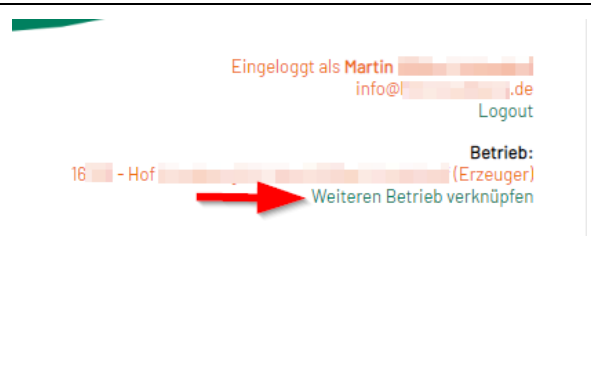 Eingeloggt als Martin
info@ .de
Logout
Betrieb:
16 - Hof (Erzeuger)
Weiteren Betrieb verknüpfen